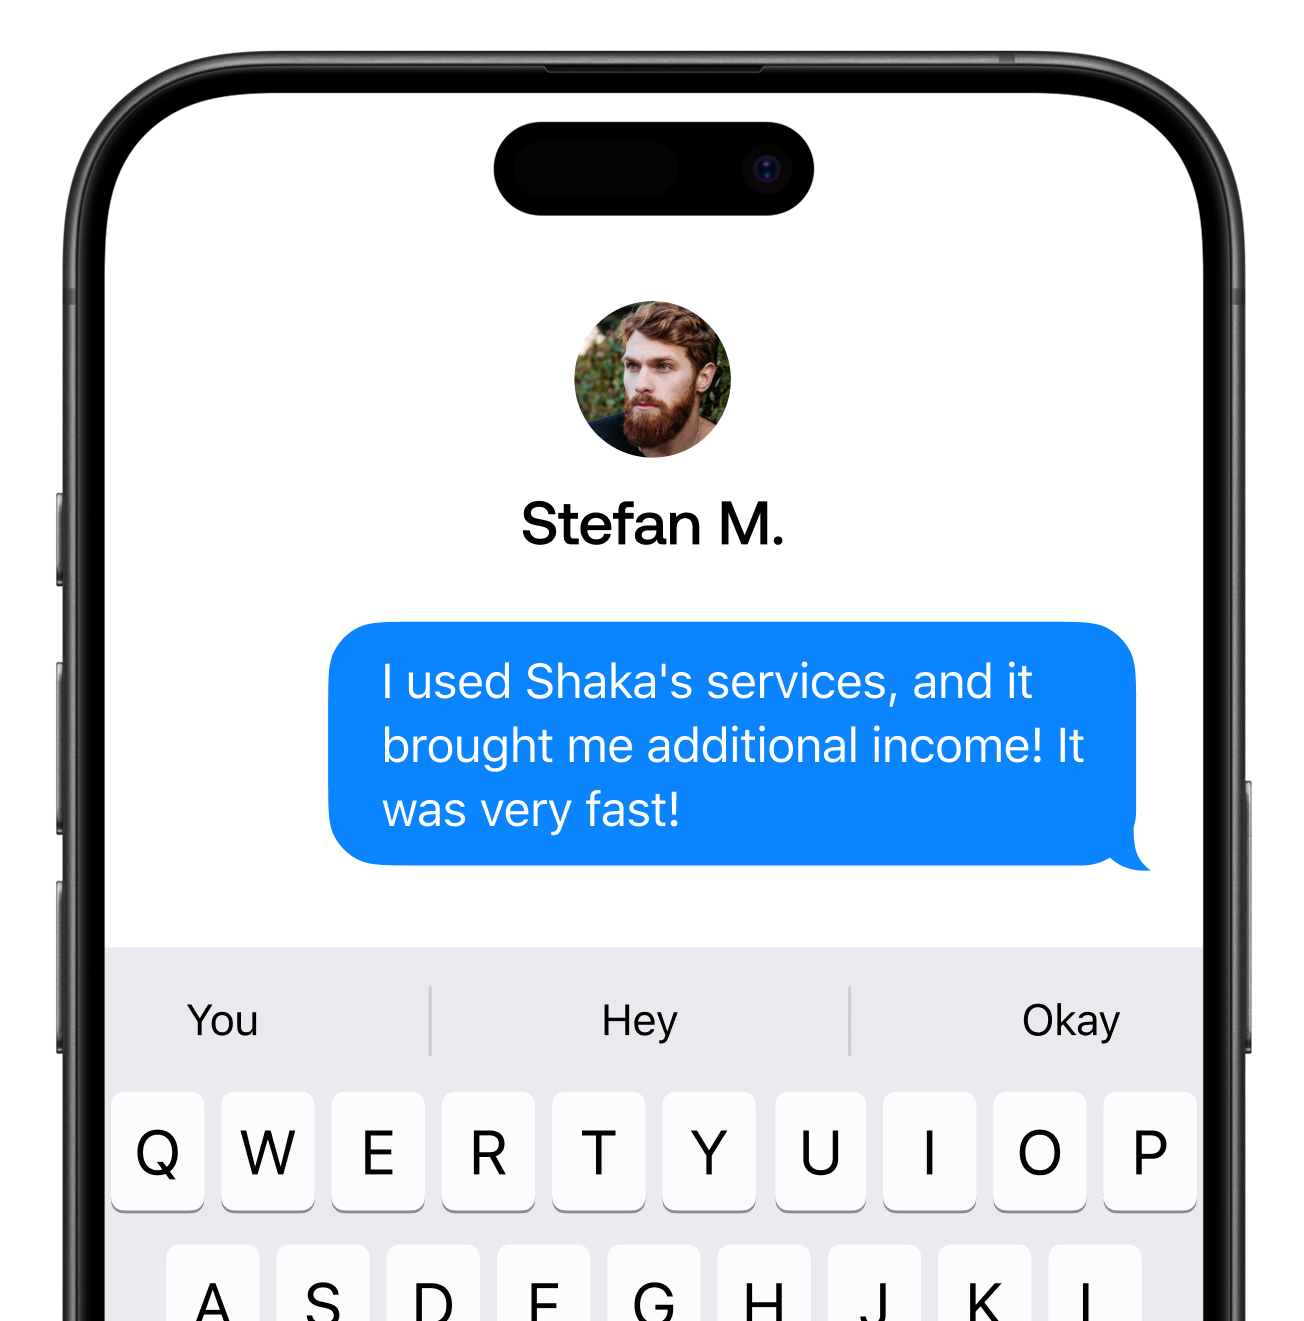 Stefan M.
I used Shaka's services, and it
brought me additional income! It
was very fast!
You Hey Okay
Q W E R T Y U I O P
A S D F G H J K L